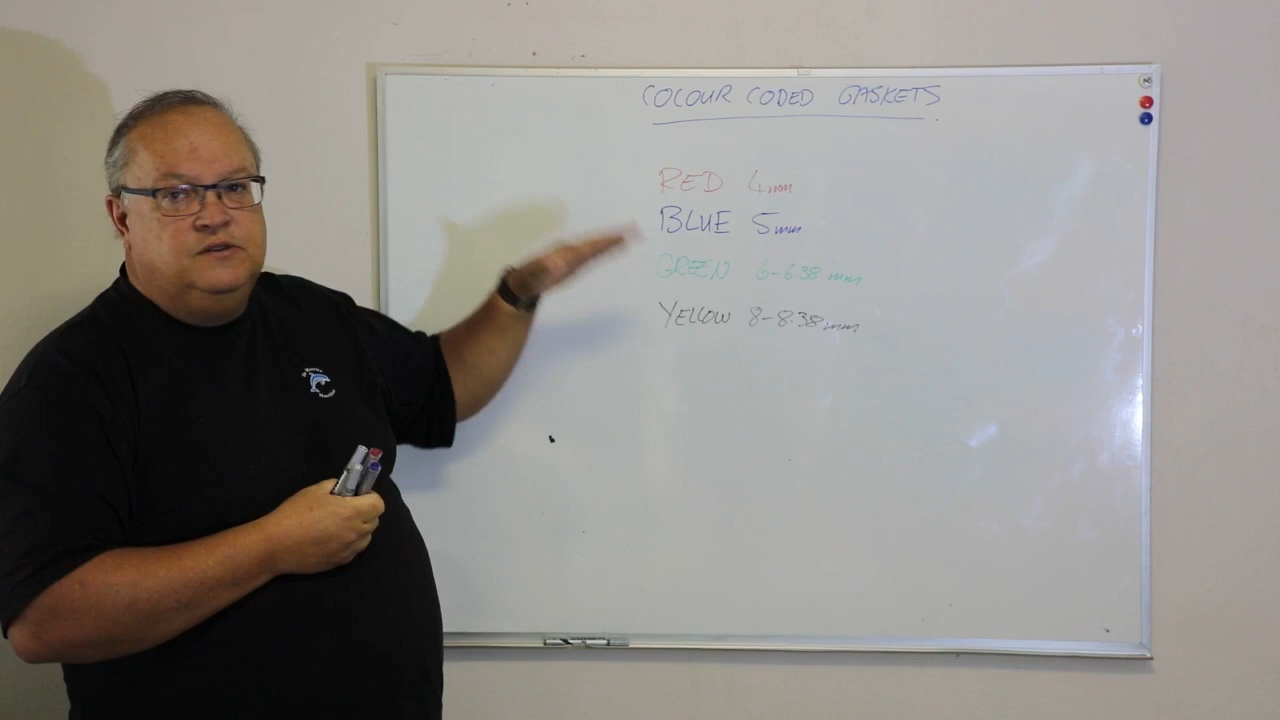 COLOUR CODED GASKETS
RED 4mm
BLUE 5mm
GREEN 6-6.38 mm
YELLOW 8-8.38mm